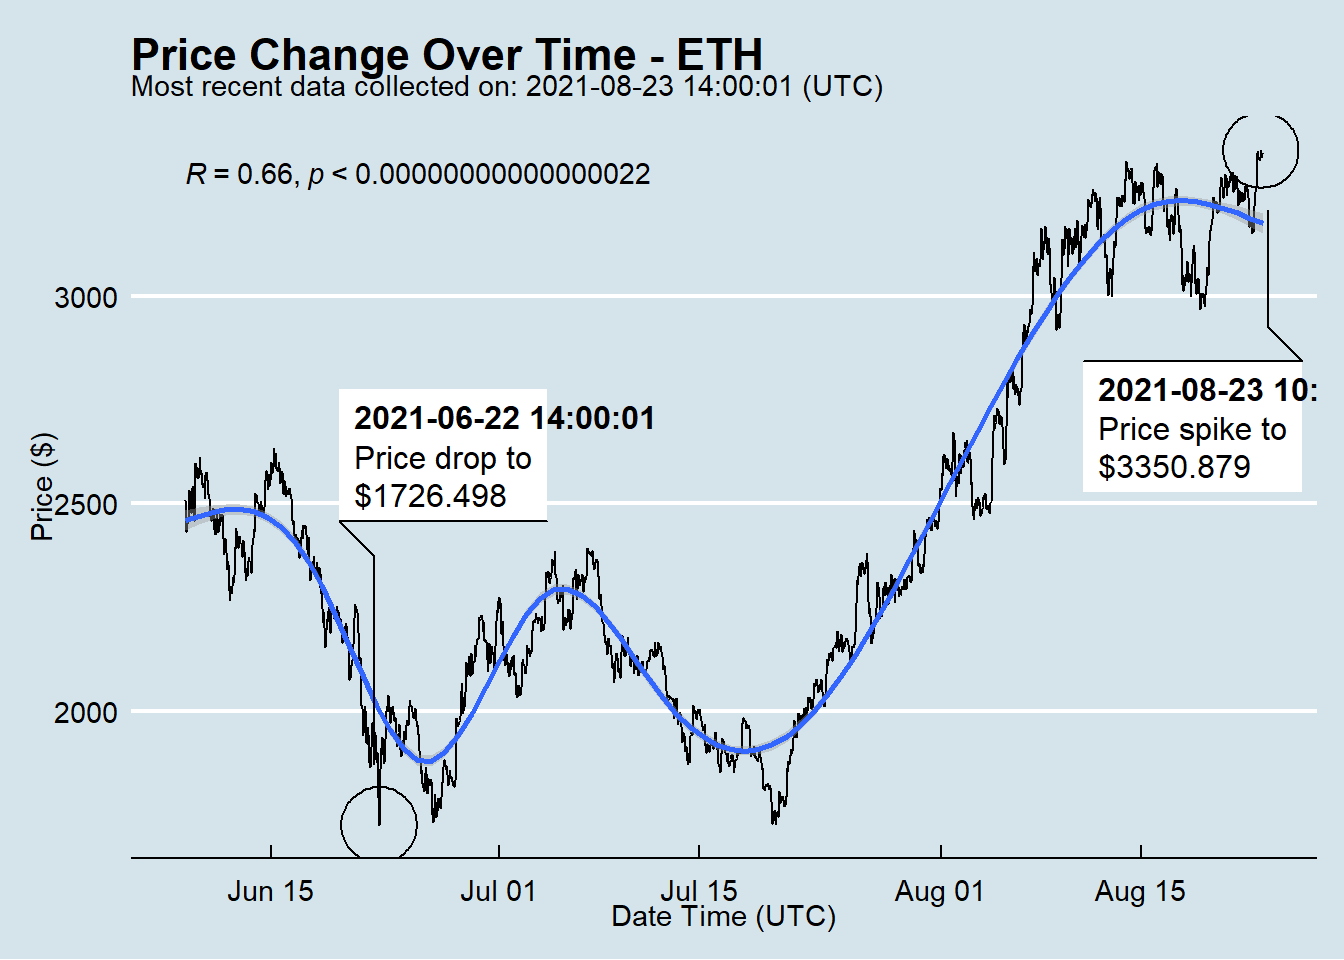 Price Change Over Time - ETH
Most recent data collected on: 2021-08-23 14:00:01 (UTC)
R = 0.66, p < 0.00000000000000022
3000
2500
2000
Price ($)
2021-06-22 14:00:01
Price drop to
$1726.498
2021-08-23 10:
Price spike to
$3350.879
Jun 15
Jul 01
Jul 15
Aug 01
Aug 15
Date Time (UTC)